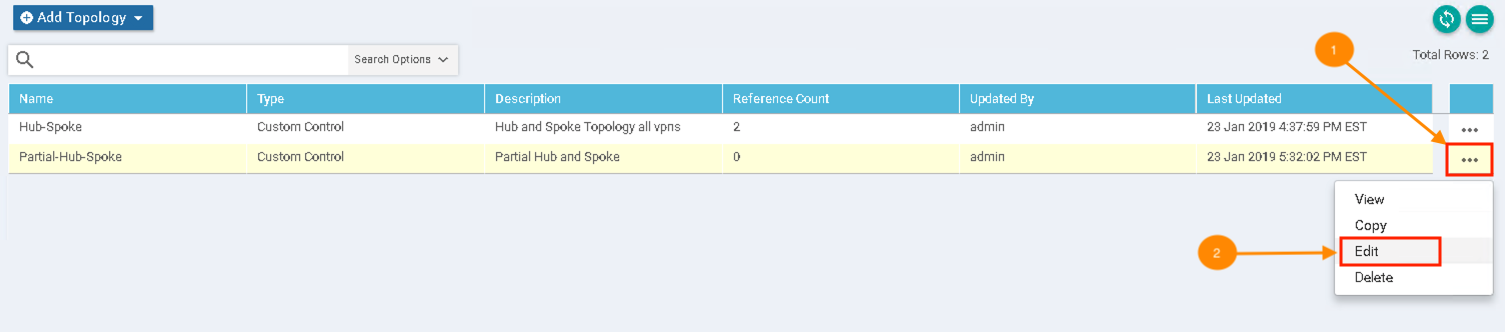 Add Topology
Search Options
1
Total Rows: 2
Name Type Description Reference Count Updated By Last Updated
Hub-Spoke Custom Control Hub and Spoke Topology all vpns 2 admin 23 Jan 2019 4:37:59 PM EST
Partial-Hub-Spoke Custom Control Partial Hub and Spoke 0 admin 23 Jan 2019 5:32:02 PM EST
View
Copy
2
Edit
Delete